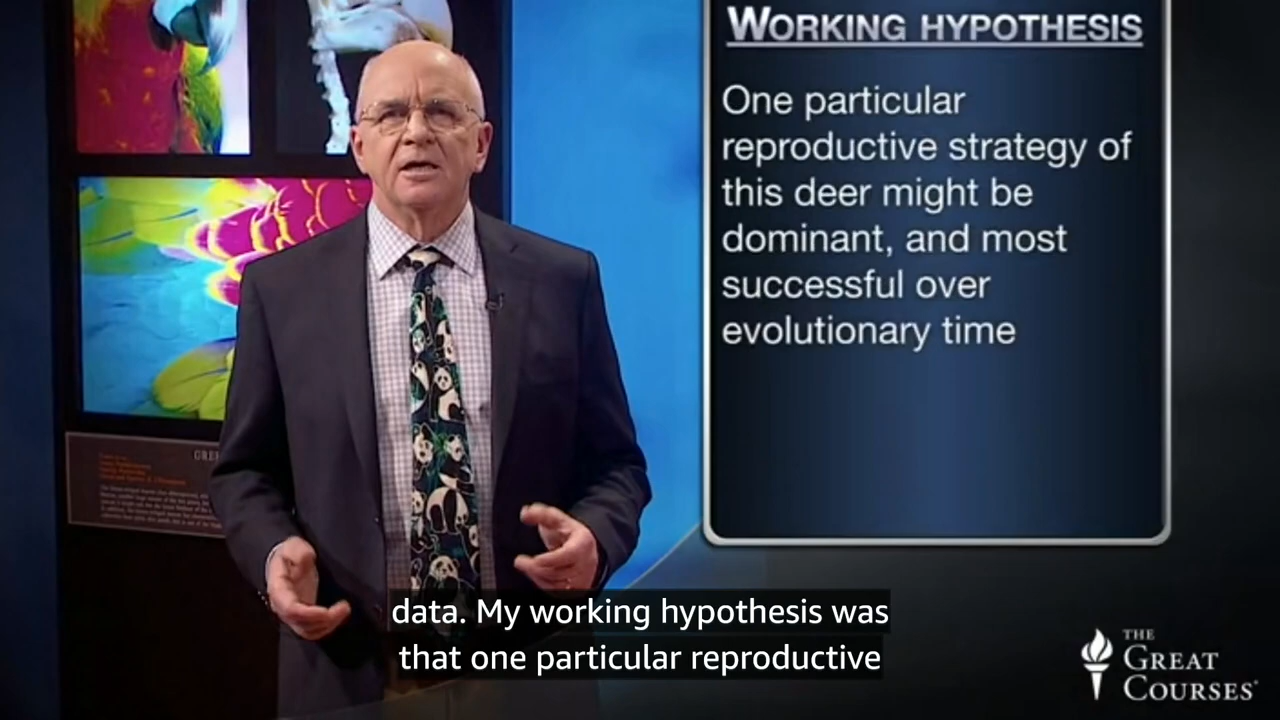 WORKING HYPOTHESIS
One particular
reproductive strategy of
this deer might be
dominant, and most
successful over
evolutionary time
data. My working hypothesis was
that one particular reproductive
THE
GREAT
COURSES